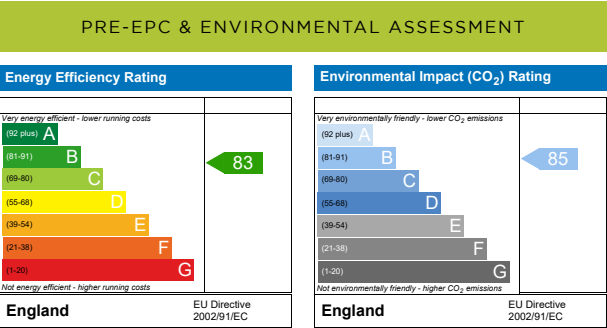 PRE-EPC & ENVIRONMENTAL ASSESSMENT
Energy Efficiency Rating
Very energy efficient - lower running costs
(92 plus) A
(81-91) B
(69-80) C
(55-68) D
(39-54) E
(21-38) F
(1-20) G
83
Not energy efficient - higher running costs
England
EU Directive
2002/91/EC
Environmental Impact (CO₂) Rating
Very environmentally friendly - lower CO₂ emissions
(92 plus) A
(81-91) B
(69-80) C
(55-68) D
(39-54) E
(21-38) F
(1-20) G
85
Not environmentally friendly - higher CO₂ emissions
England
EU Directive
2002/91/EC